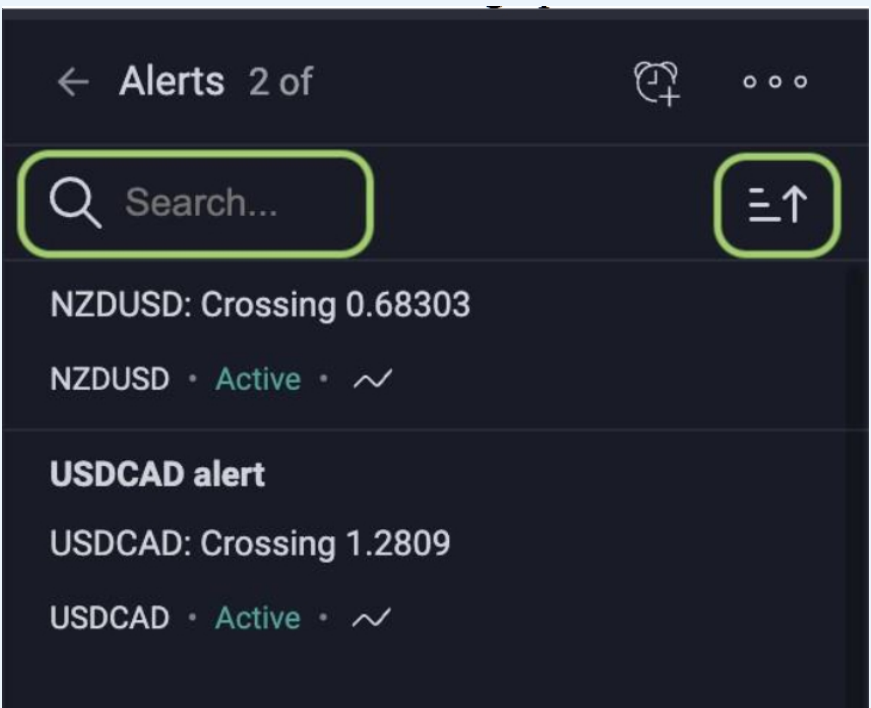 Alerts 2 of
Search...
NZDUSD: Crossing 0.68303
NZDUSD • Active •
USDCAD alert
USDCAD: Crossing 1.2809
USDCAD • Active •